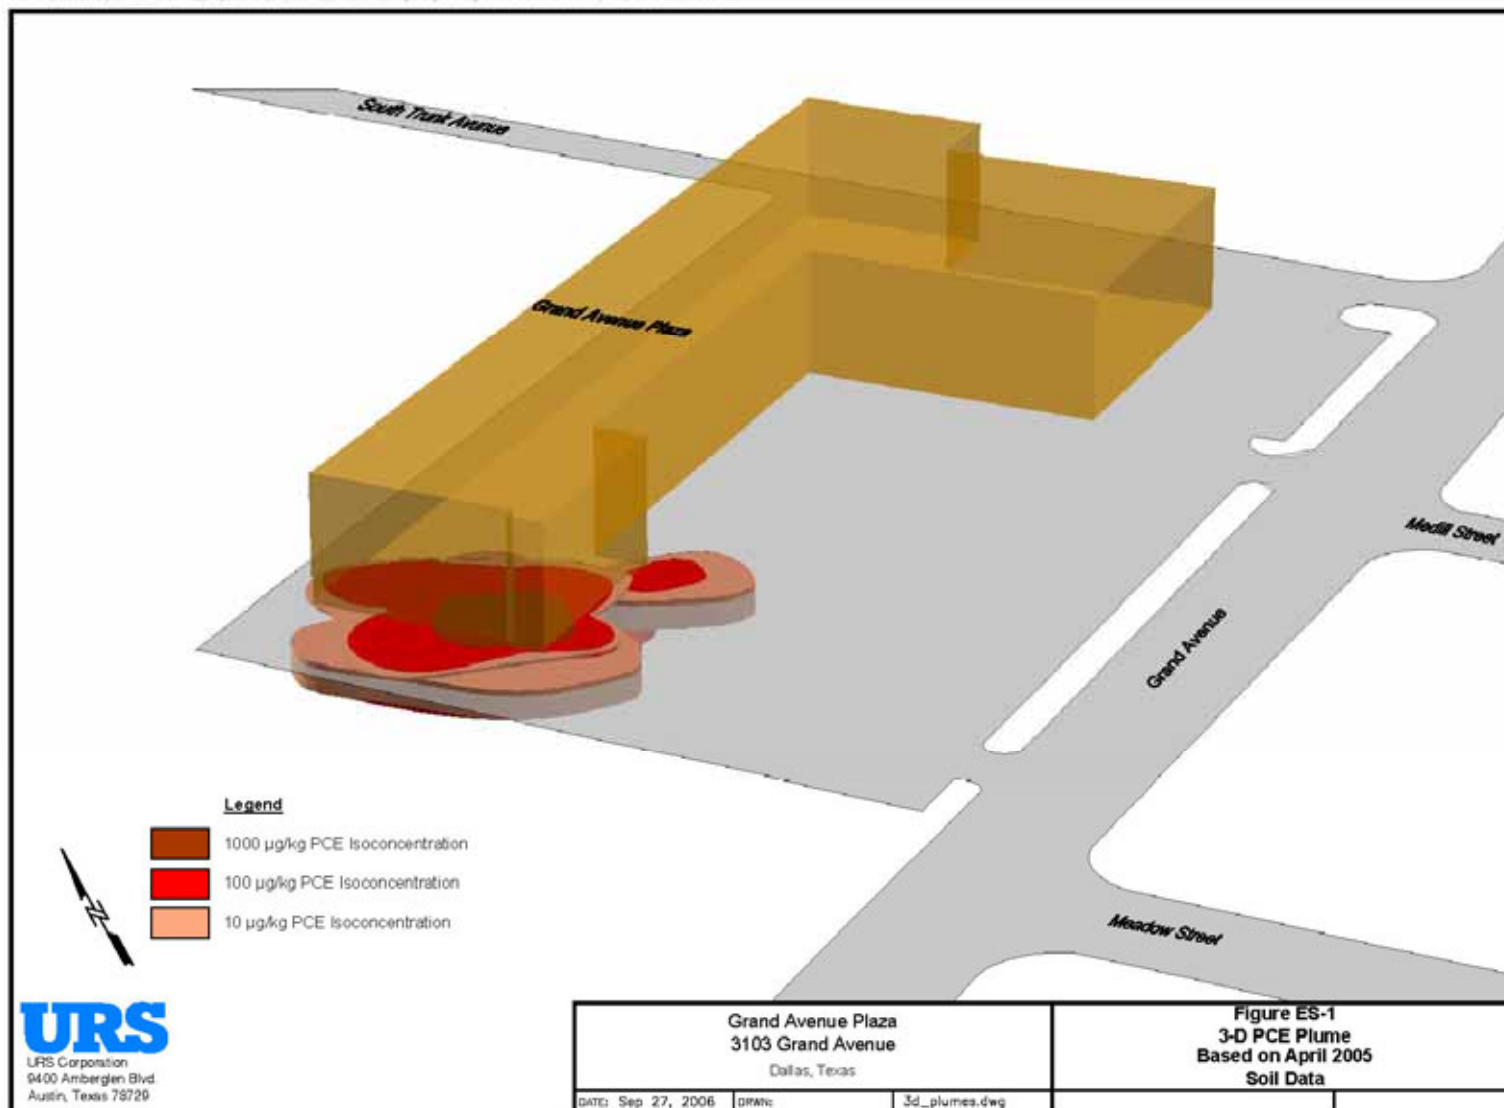 South Trunk Avenue
Grand Avenue Plaza
Medill Street
Grand Avenue
Legend
1000 µg/kg PCE Isoconcentration
100 µg/kg PCE Isoconcentration
10 µg/kg PCE Isoconcentration
Meadow Street
N
URS
URS Corporation
9400 Amberglen Blvd.
Austin, Texas 78729
Grand Avenue Plaza
3103 Grand Avenue
Dallas, Texas
DATE: Sep 27, 2006
DRWN:
3d_plumes.dwg
Figure ES-1
3-D PCE Plume
Based on April 2005
Soil Data